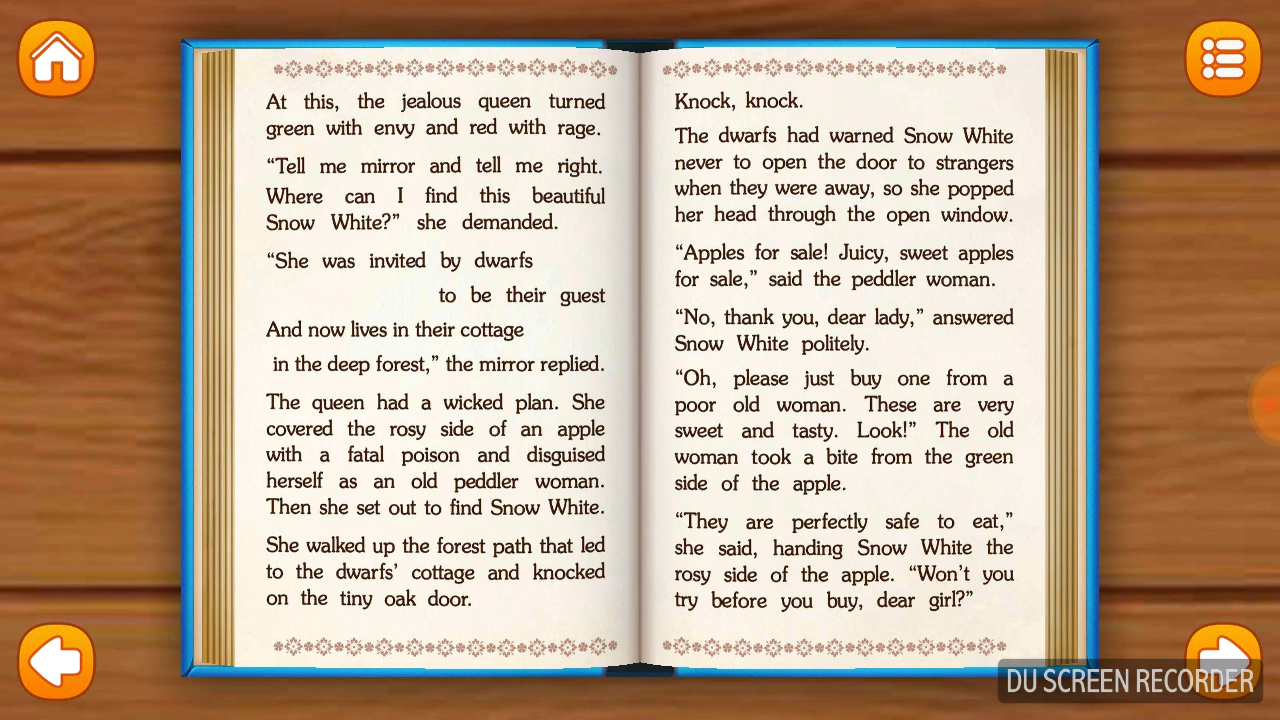 At this, the jealous queen turned
green with envy and red with rage.
“Tell me mirror and tell me right.
Where can I find this beautiful
Snow White?” she demanded.
“She was invited by dwarfs
to be their guest
And now lives in their cottage
in the deep forest,” the mirror replied.
The queen had a wicked plan. She
covered the rosy side of an apple
with a fatal poison and disguised
herself as an old peddler woman.
Then she set out to find Snow White.
She walked up the forest path that led
to the dwarfs’ cottage and knocked
on the tiny oak door.
Knock, knock.
The dwarfs had warned Snow White
never to open the door to strangers
when they were away, so she popped
her head through the open window.
“Apples for sale! Juicy, sweet apples
for sale,” said the peddler woman.
“No, thank you, dear lady,” answered
Snow White politely.
“Oh, please just buy one from a
poor old woman. These are very
sweet and tasty. Look!” The old
woman took a bite from the green
side of the apple.
“They are perfectly safe to eat,”
she said, handing Snow White the
rosy side of the apple. “Won’t you
try before you buy, dear girl?”
DU SCREEN RECORDER